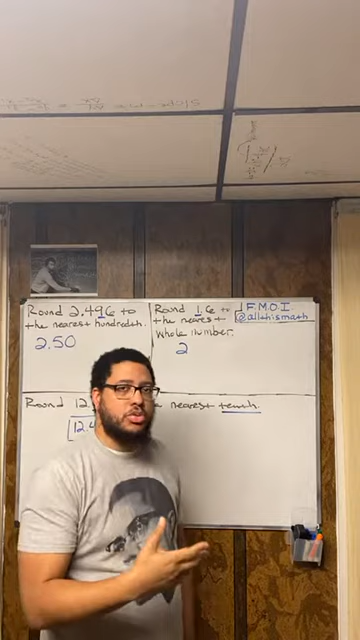 Round 2.496 to
the nearest hundredth.
2.50
Round 1.6 to
the nearest
whole number.
2
F.M.O.I
@allthismath
Round 12.
nearest tenth.
[12.4